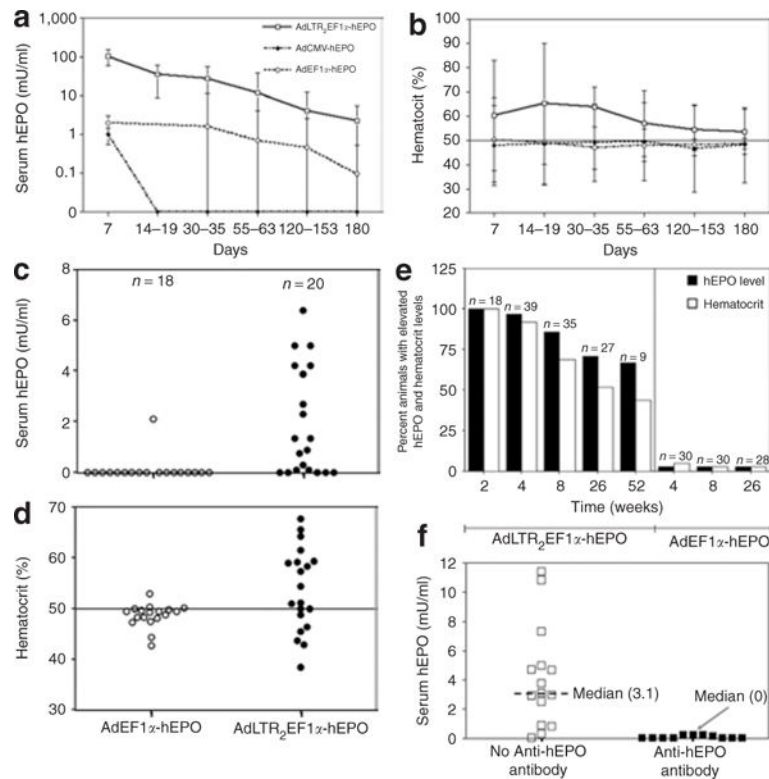 a
Serum hEPO (mU/ml)
1,000
100
10
1
0.1
0
AdLTR₂EF1α-hEPO
AdCMV-hEPO
AdEF1α-hEPO
7 14–19 30–35 55–63 120–153 180
Days
b
Hematocit (%)
100
90
80
70
60
50
40
30
20
7 14–19 30–35 55–63 120–153 180
Days
c
Serum hEPO (mU/ml)
8
6
4
2
0
n = 18
n = 20
d
Hematocrit (%)
70
60
50
40
30
AdEF1α-hEPO
AdLTR₂EF1α-hEPO
e
Percent animals with elevated
hEPO and hematocrit levels
125
100
75
50
25
0
hEPO level
Hematocrit
n = 18
n = 39
n = 35
n = 27
n = 9
n = 30
n = 30
n = 28
2 4 8 26 52 4 8 26
Time (weeks)
AdLTR₂EF1α-hEPO
AdEF1α-hEPO
f
Serum hEPO (mU/ml)
12
10
8
6
4
2
0
Median (3.1)
Median (0)
No Anti-hEPO
antibody
Anti-hEPO
antibody